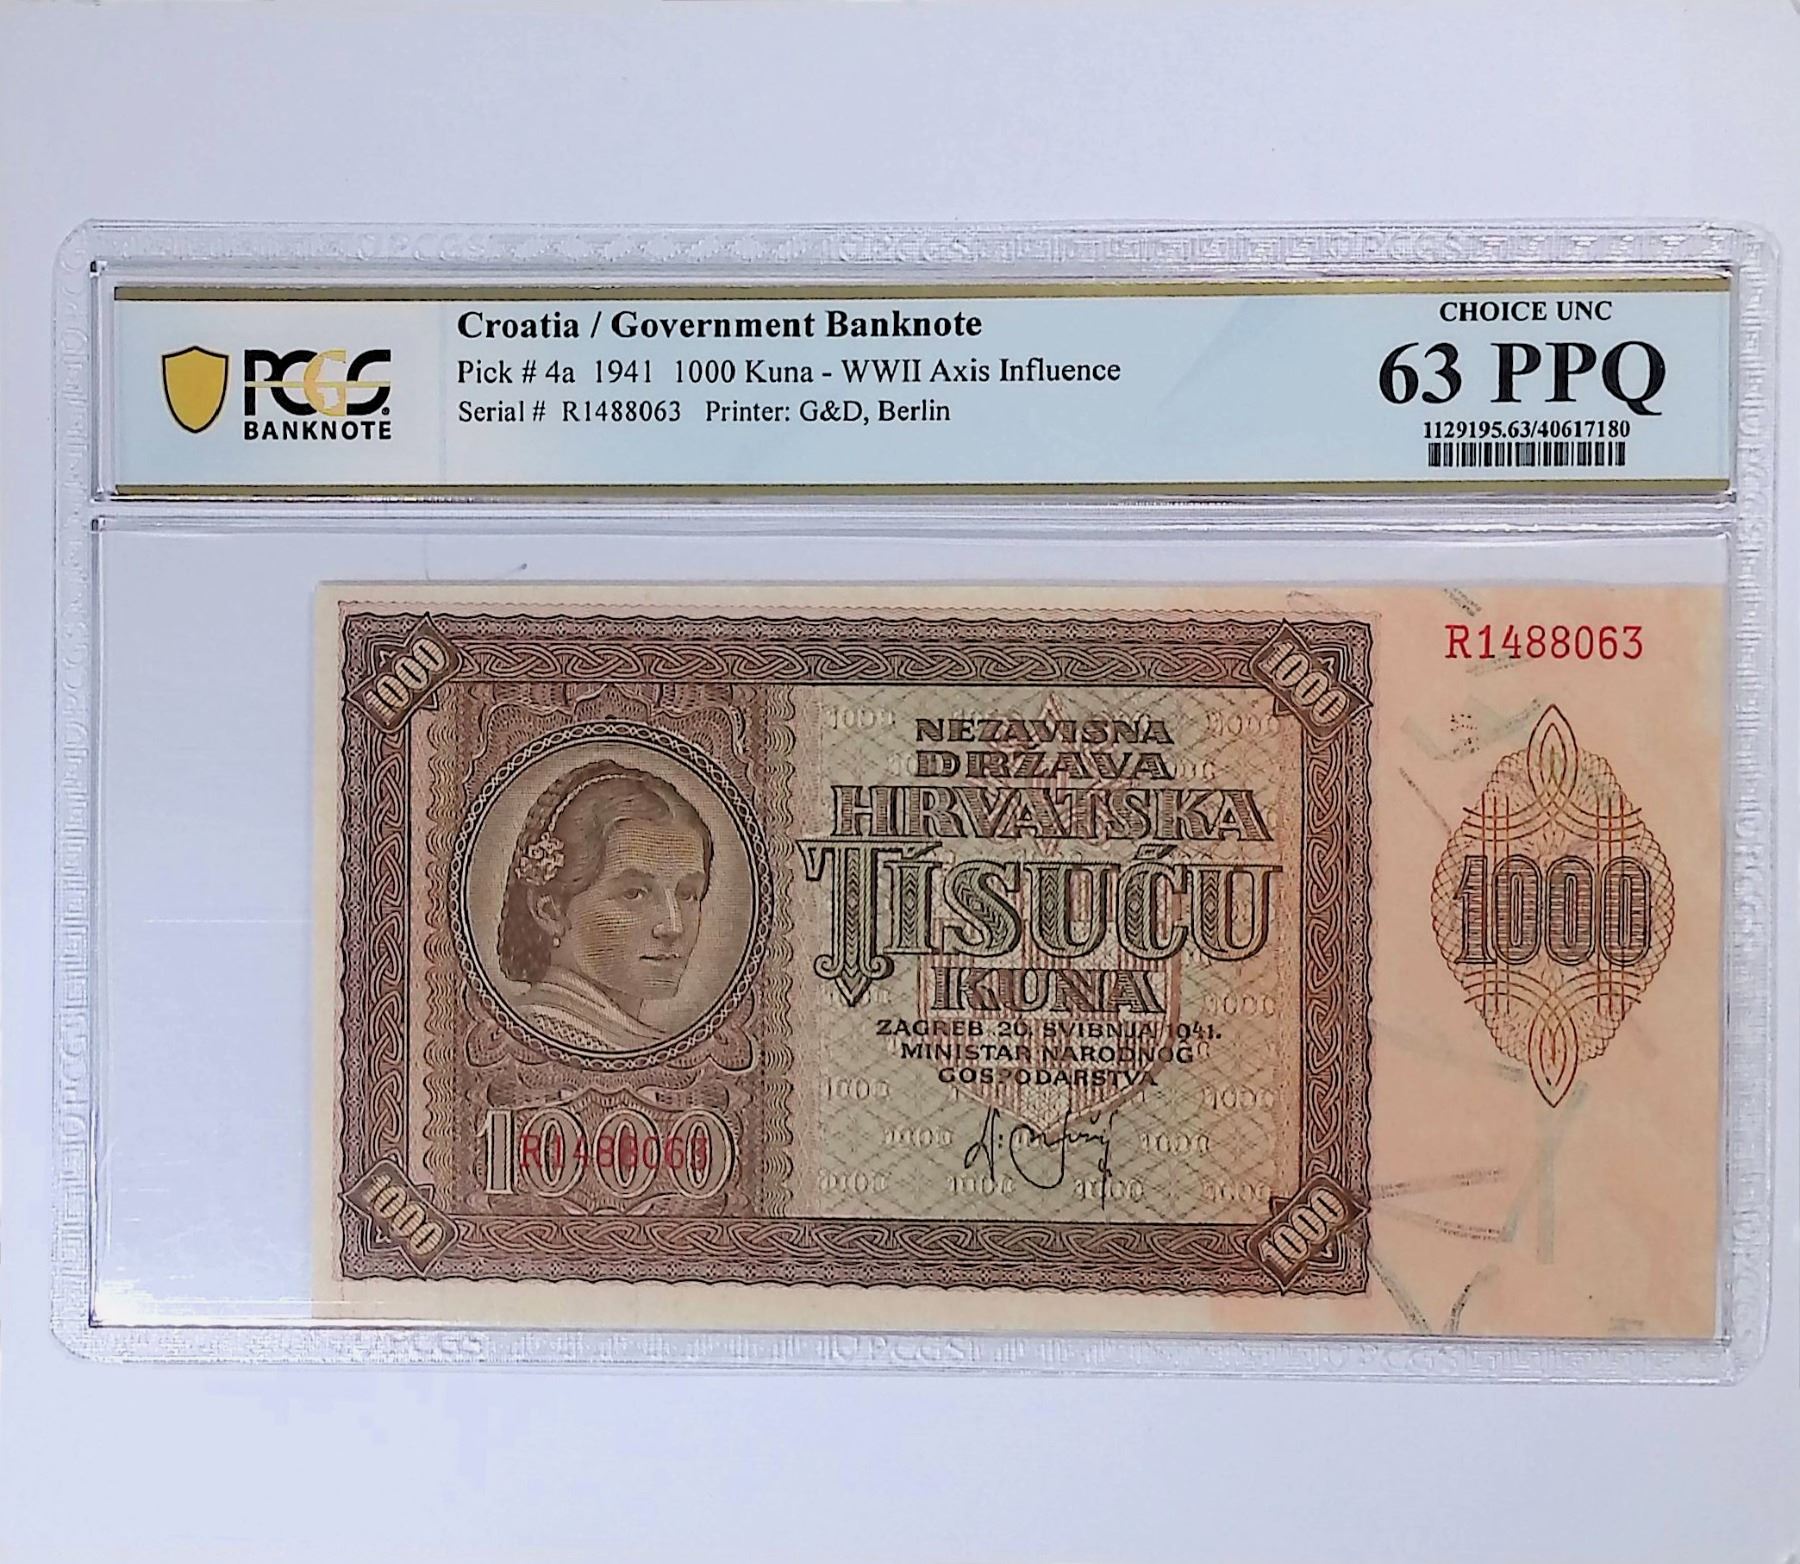 PCGS
BANKNOTE
Croatia / Government Banknote
Pick # 4a 1941 1000 Kuna - WWII Axis Influence
Serial # R1488063 Printer: G&D, Berlin
CHOICE UNC
63 PPQ
1129195.63/40617180
1000
1000
R1488063
NEZAVISNA
DRŽAVA
HRVATSKA
TISUĆU
KUNA
ZAGREB 26. SVIBNJA 1941.
MINISTAR NARODNOG
GOSPODARSTVA
1000
1000
R1488063
1000
1000